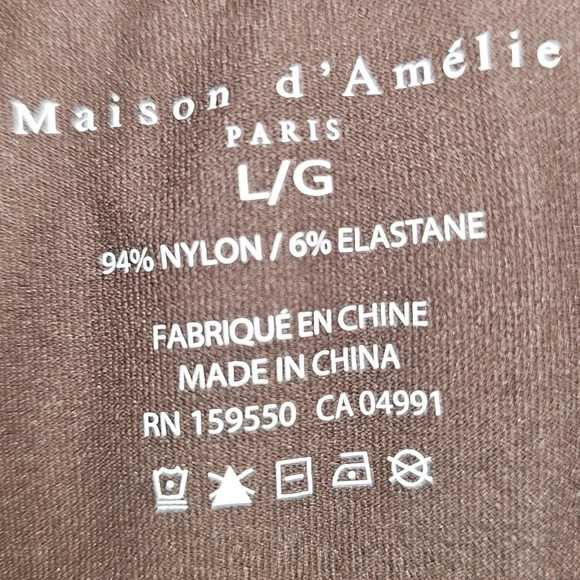 Maison d'Amélie
PARIS
L/G
94% NYLON / 6% ELASTANE
FABRIQUÉ EN CHINE
MADE IN CHINA
RN 159550 CA 04991